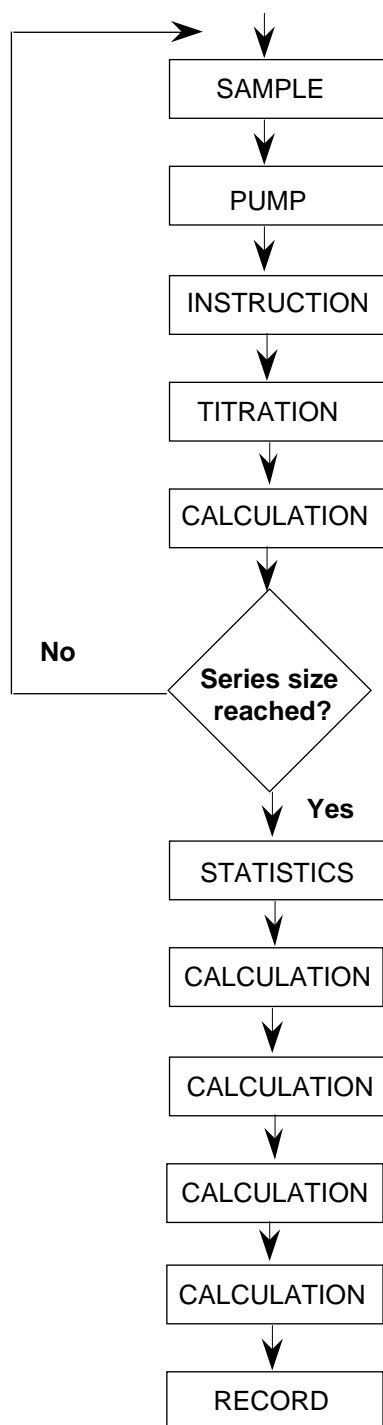 SAMPLE
PUMP
INSTRUCTION
TITRATION
CALCULATION
No
Series size
reached?
Yes
STATISTICS
CALCULATION
CALCULATION
CALCULATION
CALCULATION
RECORD